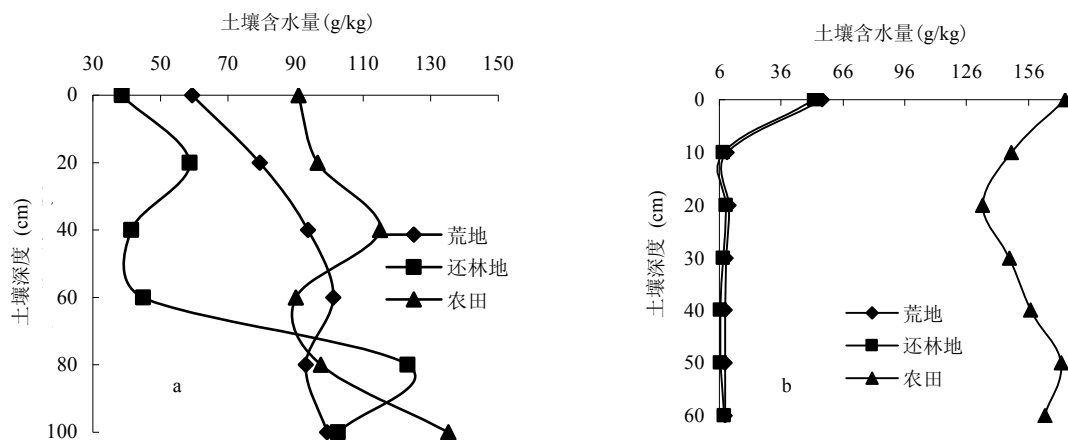 土壤含水量(g/kg)
30 50 70 90 110 130 150
0
20
40
60
80
100
土壤深度 (cm)
荒地
还林地
农田
a
土壤含水量(g/kg)
6 36 66 96 126 156
0
10
20
30
40
50
60
土壤深度 (cm)
荒地
还林地
农田
b